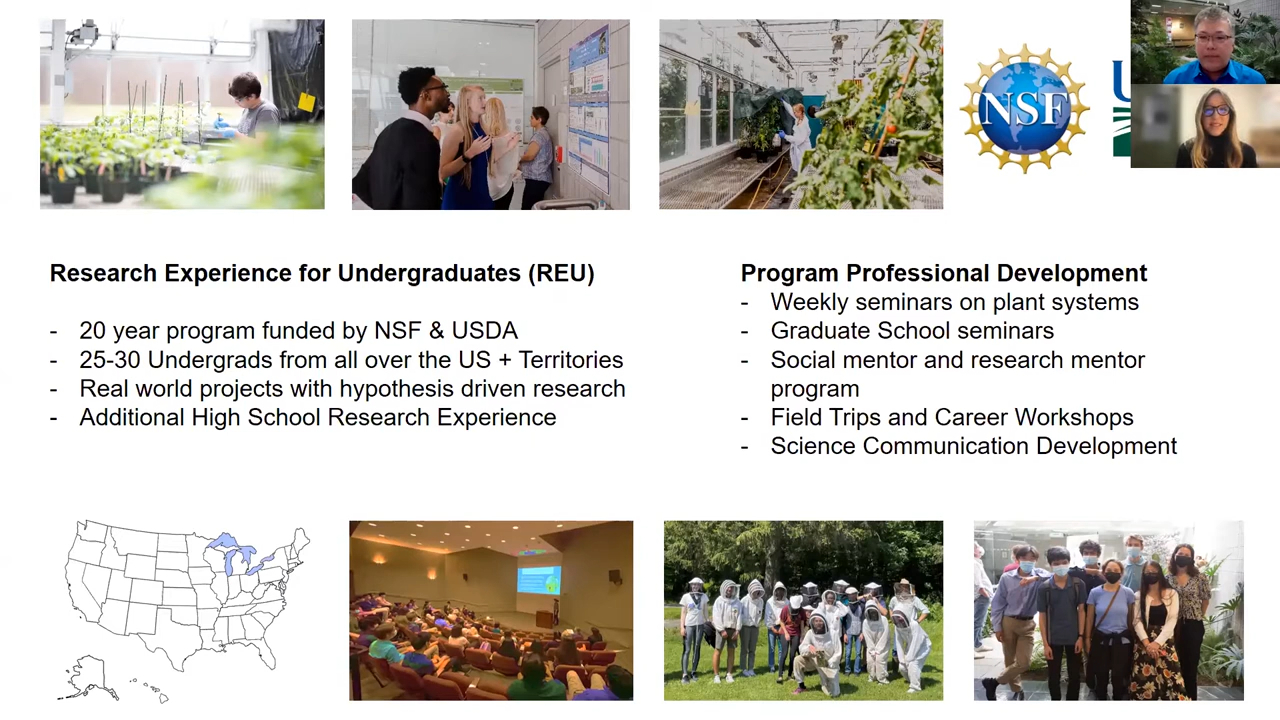 NSF
U
Research Experience for Undergraduates (REU)
- 20 year program funded by NSF & USDA
- 25-30 Undergrads from all over the US + Territories
- Real world projects with hypothesis driven research
- Additional High School Research Experience
Program Professional Development
- Weekly seminars on plant systems
- Graduate School seminars
- Social mentor and research mentor
program
- Field Trips and Career Workshops
- Science Communication Development